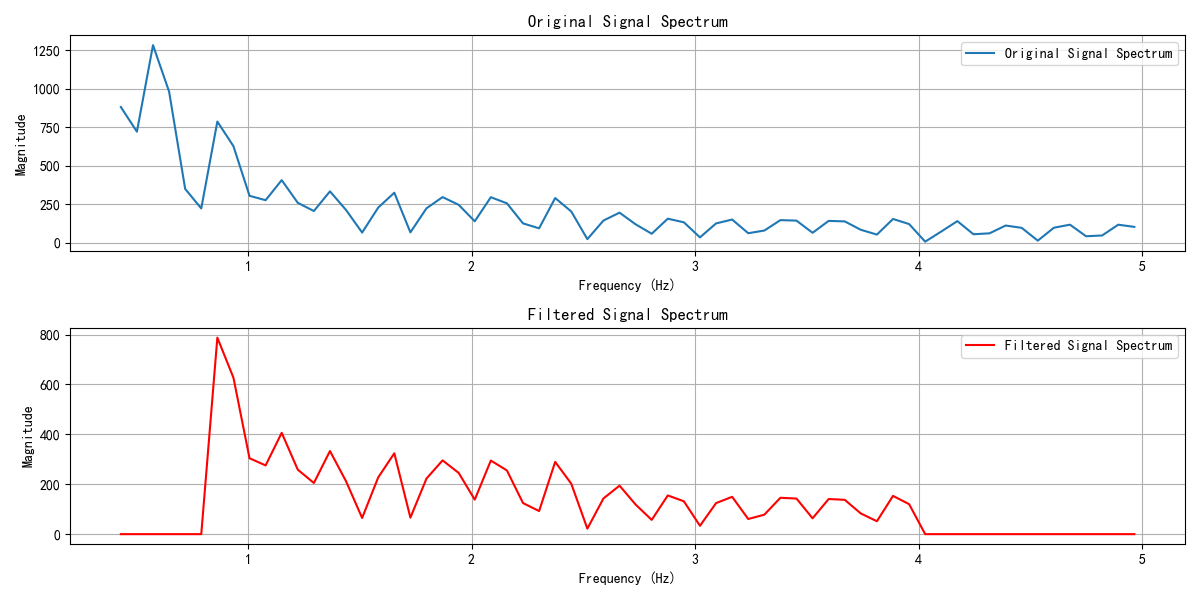 Original Signal Spectrum
Original Signal Spectrum
1250
1000
750
500
250
0
Magnitude
1 2 3 4 5
Frequency (Hz)
Filtered Signal Spectrum
Filtered Signal Spectrum
800
600
400
200
0
Magnitude
1 2 3 4 5
Frequency (Hz)